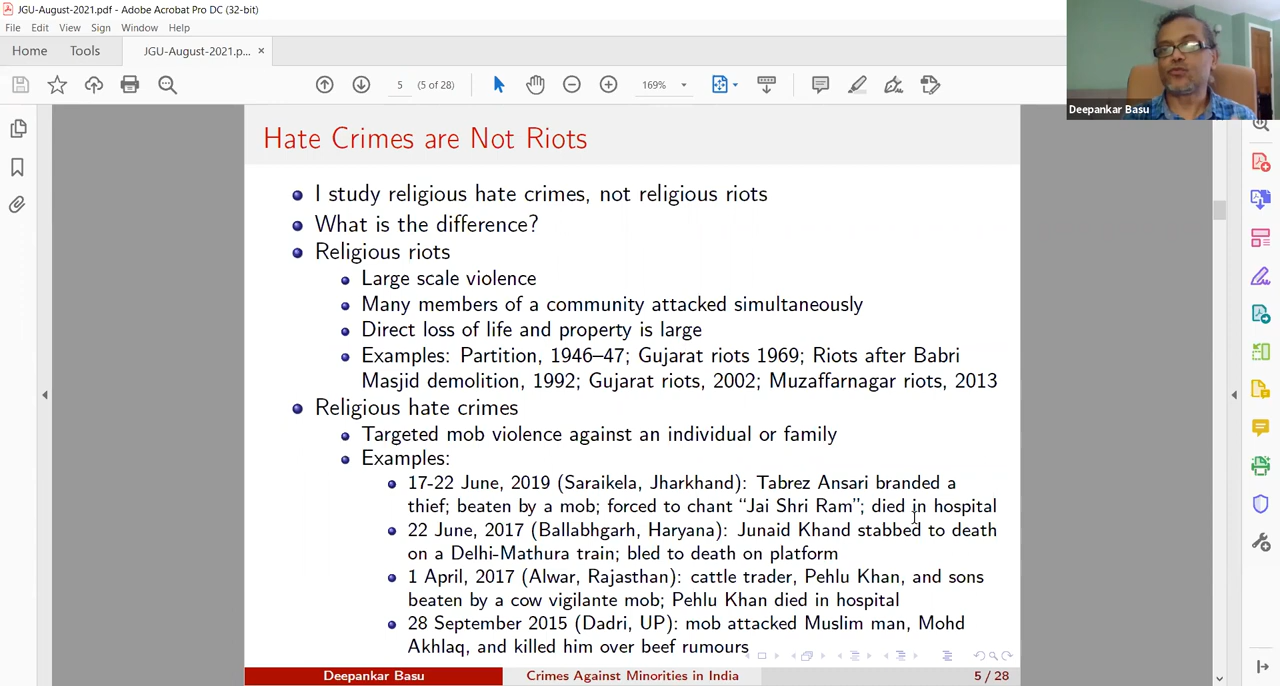 JGU-August-2021.pdf - Adobe Acrobat Pro DC (32-bit)
File Edit View Sign Window Help
Home Tools JGU-August-2021.p... ×
5 (5 of 28) 169%
Deepankar Basu
Hate Crimes are Not Riots
I study religious hate crimes, not religious riots
What is the difference?
Religious riots
Large scale violence
Many members of a community attacked simultaneously
Direct loss of life and property is large
Examples: Partition, 1946–47; Gujarat riots 1969; Riots after Babri
Masjid demolition, 1992; Gujarat riots, 2002; Muzaffarnagar riots, 2013
Religious hate crimes
Targeted mob violence against an individual or family
Examples:
17-22 June, 2019 (Saraikela, Jharkhand): Tabrez Ansari branded a
thief; beaten by a mob; forced to chant “Jai Shri Ram”; died in hospital
22 June, 2017 (Ballabhgarh, Haryana): Junaid Khand stabbed to death
on a Delhi-Mathura train; bled to death on platform
1 April, 2017 (Alwar, Rajasthan): cattle trader, Pehlu Khan, and sons
beaten by a cow vigilante mob; Pehlu Khan died in hospital
28 September 2015 (Dadri, UP): mob attacked Muslim man, Mohd
Akhlaq, and killed him over beef rumours
Deepankar Basu Crimes Against Minorities in India 5 / 28